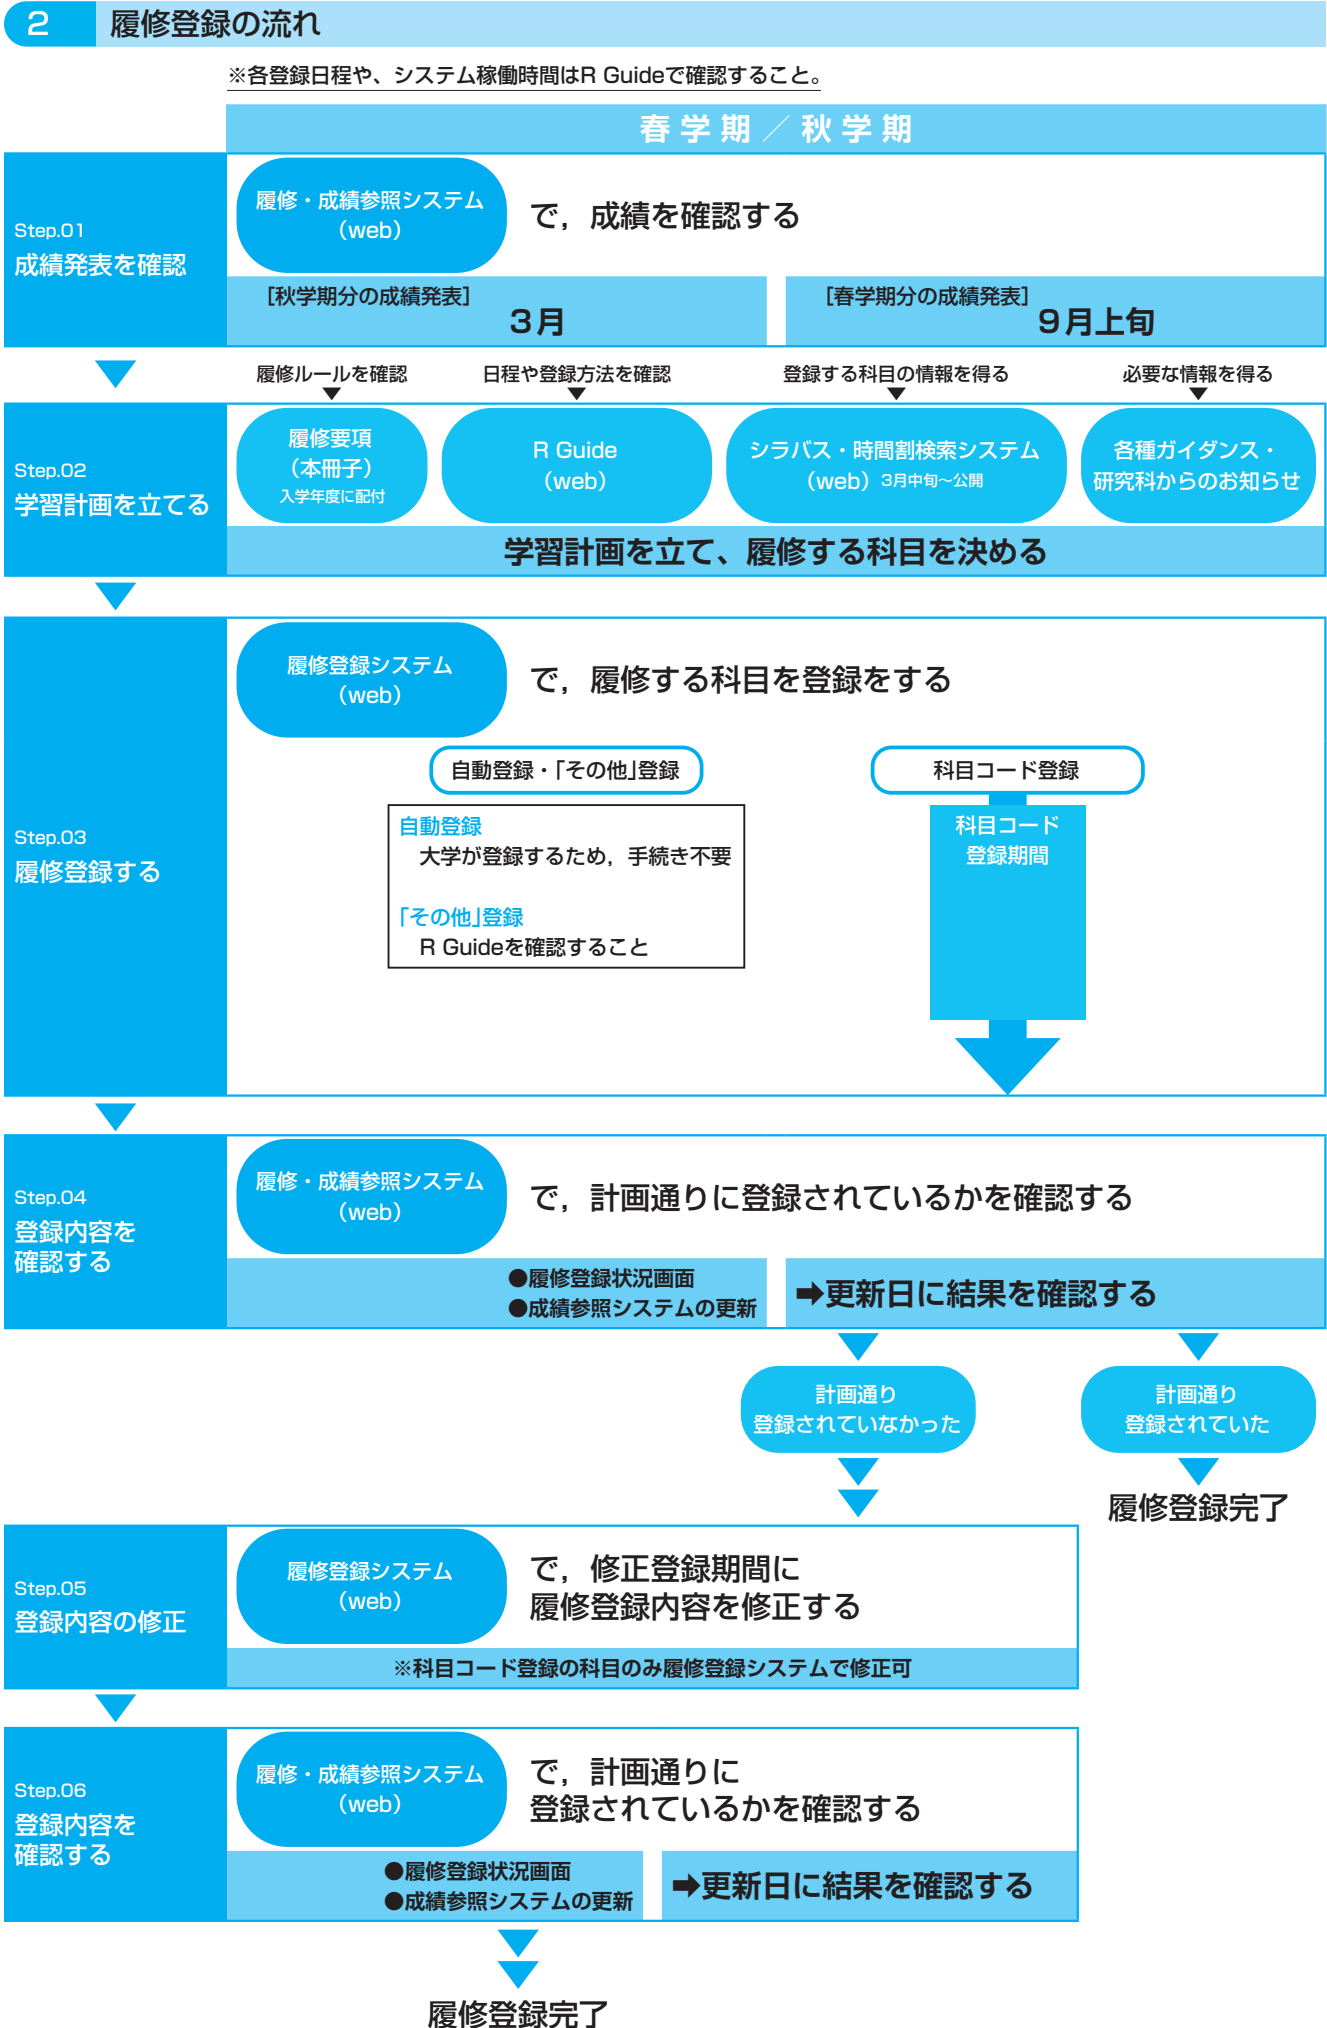 2 履修登録の流れ
※各登録日程や、システム稼働時間はR Guideで確認すること。
春学期／秋学期
Step.01
成績発表を確認
履修・成績参照システム
（web）
で，成績を確認する
［秋学期分の成績発表］
3月
［春学期分の成績発表］
9月上旬
履修ルールを確認
日程や登録方法を確認
登録する科目の情報を得る
必要な情報を得る
Step.02
学習計画を立てる
履修要項
（本冊子）
入学年度に配付
R Guide
（web）
シラバス・時間割検索システム
（web）3月中旬～公開
各種ガイダンス・
研究科からのお知らせ
学習計画を立て、履修する科目を決める
Step.03
履修登録する
履修登録システム
（web）
で，履修する科目を登録をする
自動登録・「その他」登録
自動登録
大学が登録するため，手続き不要
「その他」登録
R Guideを確認すること
科目コード登録
科目コード
登録期間
Step.04
登録内容を
確認する
履修・成績参照システム
（web）
で，計画通りに登録されているかを確認する
●履修登録状況画面
●成績参照システムの更新
➡更新日に結果を確認する
計画通り
登録されていなかった
計画通り
登録されていた
履修登録完了
Step.05
登録内容の修正
履修登録システム
（web）
で，修正登録期間に
履修登録内容を修正する
※科目コード登録の科目のみ履修登録システムで修正可
Step.06
登録内容を
確認する
履修・成績参照システム
（web）
で，計画通りに
登録されているかを確認する
●履修登録状況画面
●成績参照システムの更新
➡更新日に結果を確認する
履修登録完了